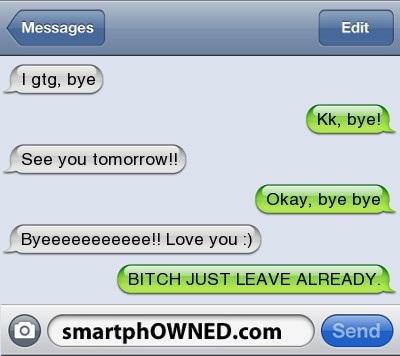 Messages
Edit
I gtg, bye
Kk, bye!
See you tomorrow!!
Okay, bye bye
Byeeeeeeeeeee!! Love you :)
BITCH JUST LEAVE ALREADY.
smartphOWNED.com
Send